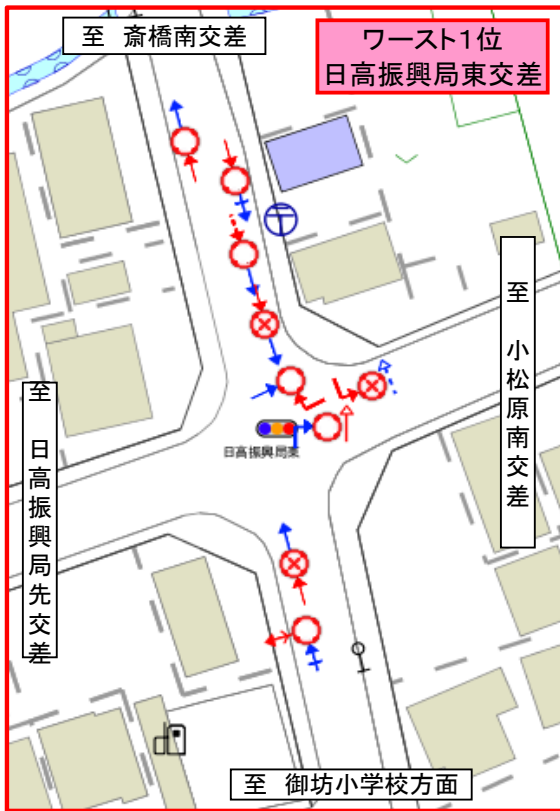 至 斎橋南交差
ワースト1位
日高振興局東交差
至 小松原南交差
至 日高振興局先交差
日高振興局東
至 御坊小学校方面